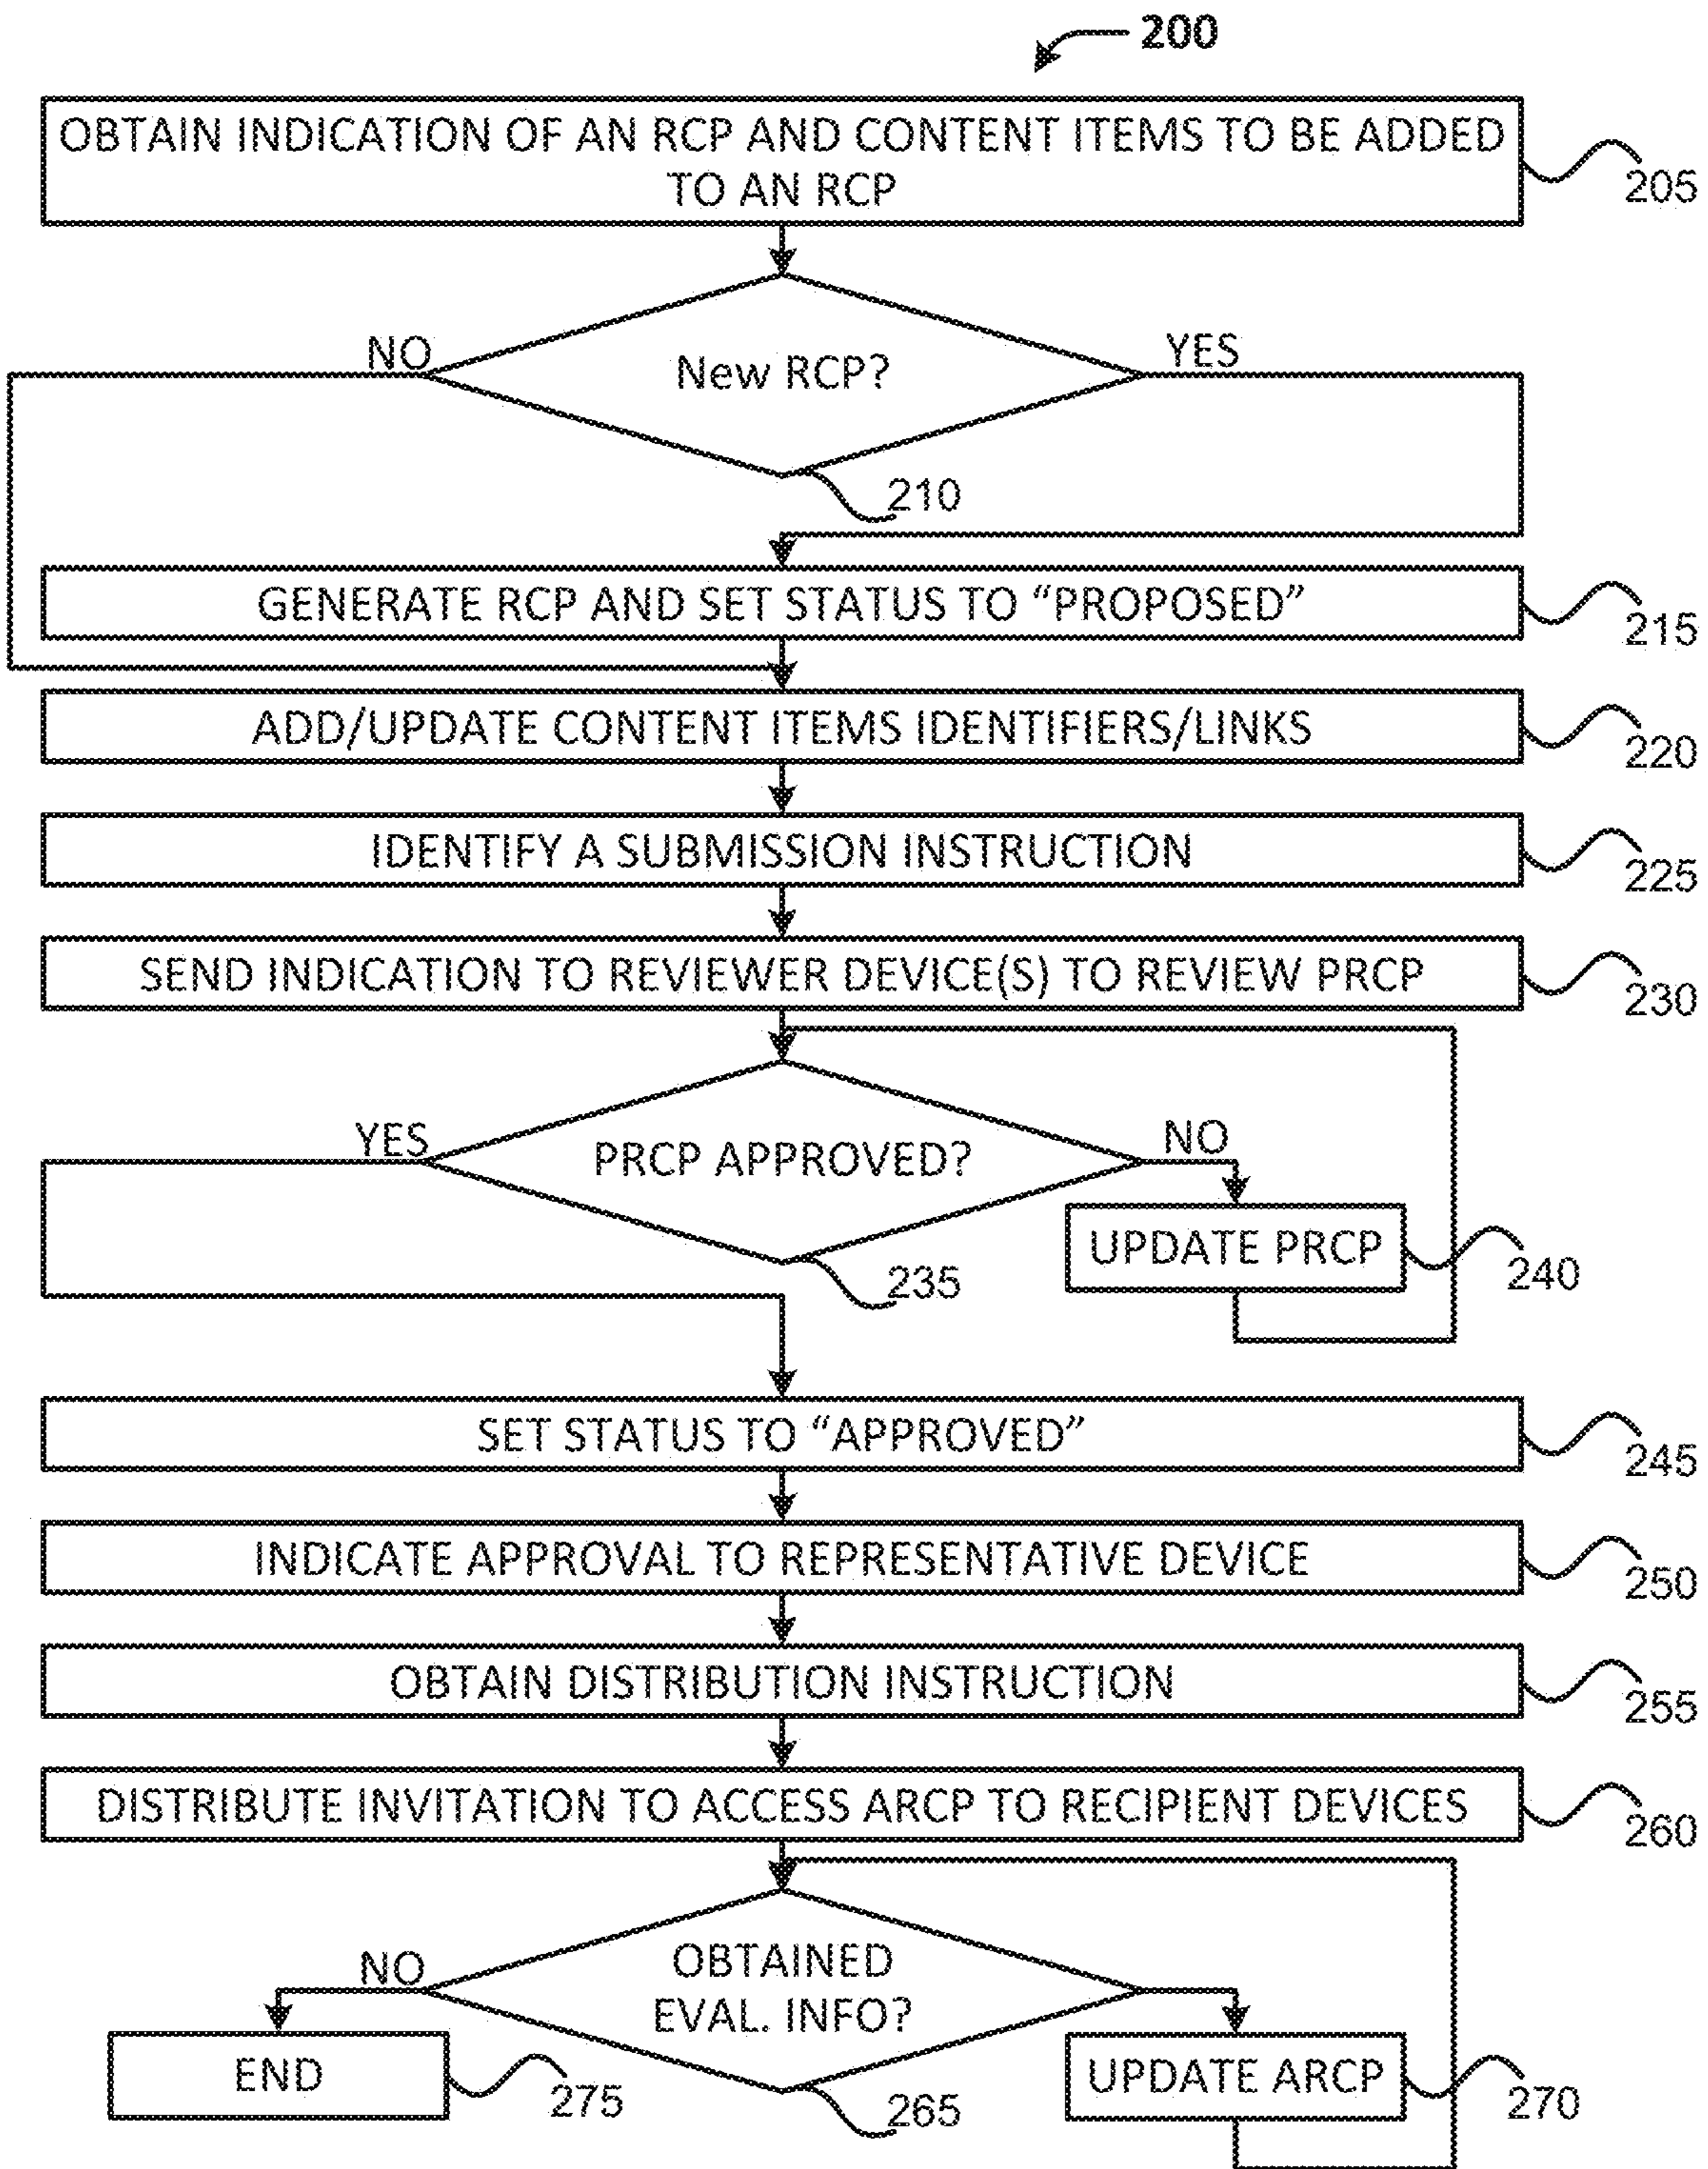 200
OBTAIN INDICATION OF AN RCP AND CONTENT ITEMS TO BE ADDED
TO AN RCP
205
NO
New RCP?
YES
210
GENERATE RCP AND SET STATUS TO “PROPOSED”
215
ADD/UPDATE CONTENT ITEMS IDENTIFIERS/LINKS
220
IDENTIFY A SUBMISSION INSTRUCTION
225
SEND INDICATION TO REVIEWER DEVICE(S) TO REVIEW PRCP
230
YES
PRCP APPROVED?
NO
235
UPDATE PRCP
240
SET STATUS TO “APPROVED”
245
INDICATE APPROVAL TO REPRESENTATIVE DEVICE
250
OBTAIN DISTRIBUTION INSTRUCTION
255
DISTRIBUTE INVITATION TO ACCESS ARCP TO RECIPIENT DEVICES
260
NO
OBTAINED
EVAL. INFO?
265
END
275
UPDATE ARCP
270